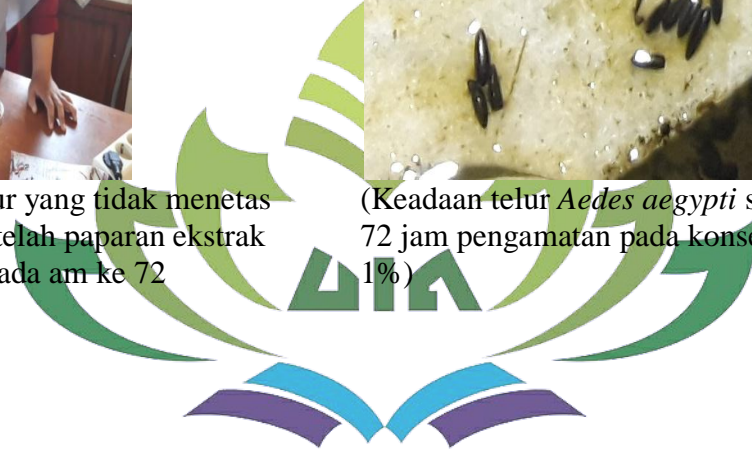 ur yang tidak menetas
telah paparan ekstrak
ada am ke 72
(Keadaan telur Aedes aegypti s
72 jam pengamatan pada konse
1%)
UIN